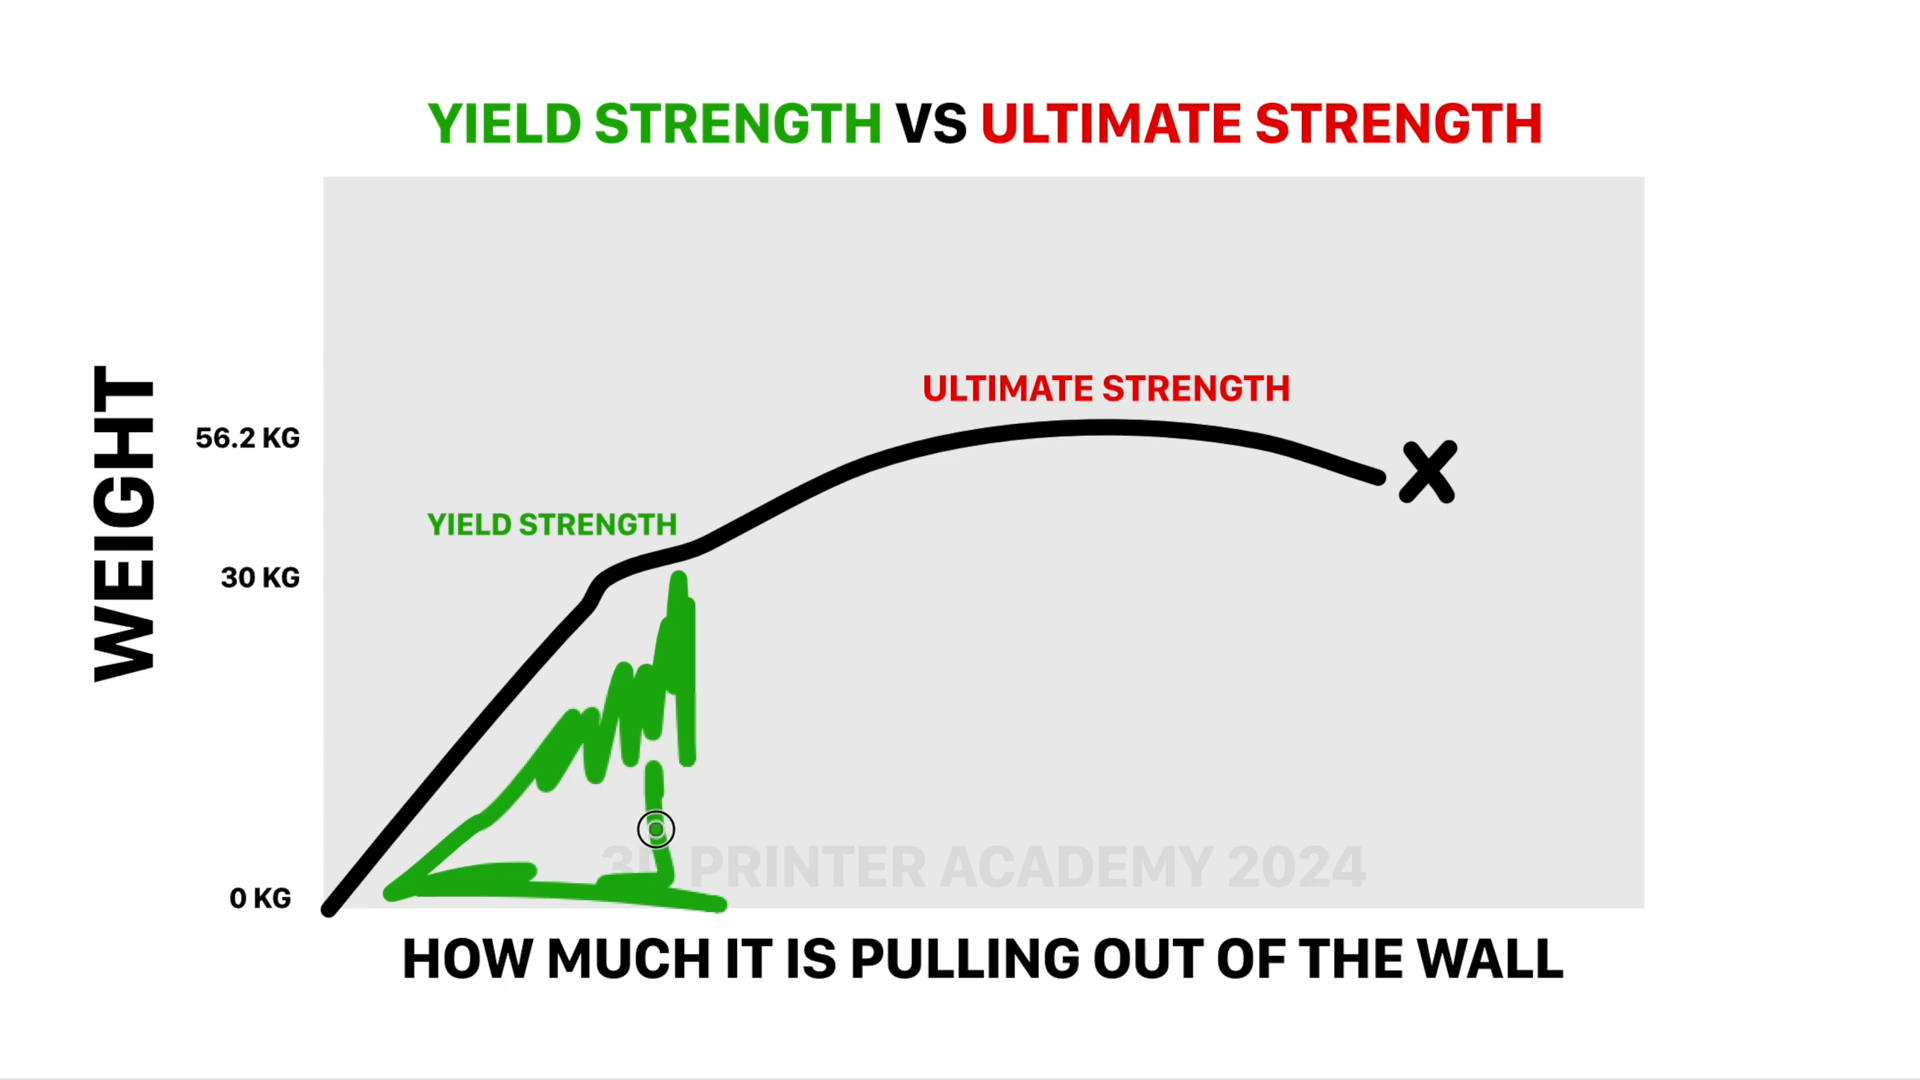 YIELD STRENGTH VS ULTIMATE STRENGTH
ULTIMATE STRENGTH
56.2 KG
YIELD STRENGTH
30 KG
WEIGHT
3D PRINTER ACADEMY 2024
0 KG
HOW MUCH IT IS PULLING OUT OF THE WALL